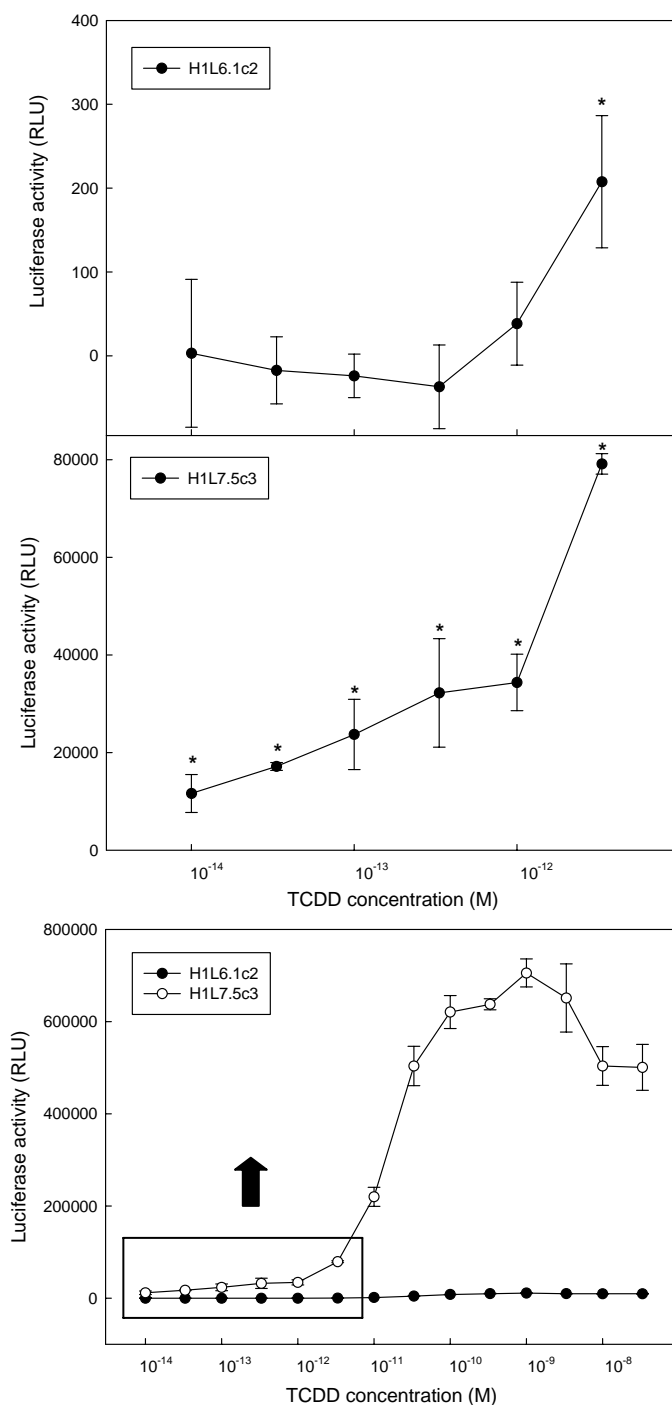 400
300
200
100
0
Luciferase activity (RLU)
H1L6.1c2
*
80000
60000
40000
20000
0
Luciferase activity (RLU)
H1L7.5c3
* * * * * *
10-14 10-13 10-12
TCDD concentration (M)
800000
600000
400000
200000
0
Luciferase activity (RLU)
H1L6.1c2
H1L7.5c3
10-14 10-13 10-12 10-11 10-10 10-9 10-8
TCDD concentration (M)